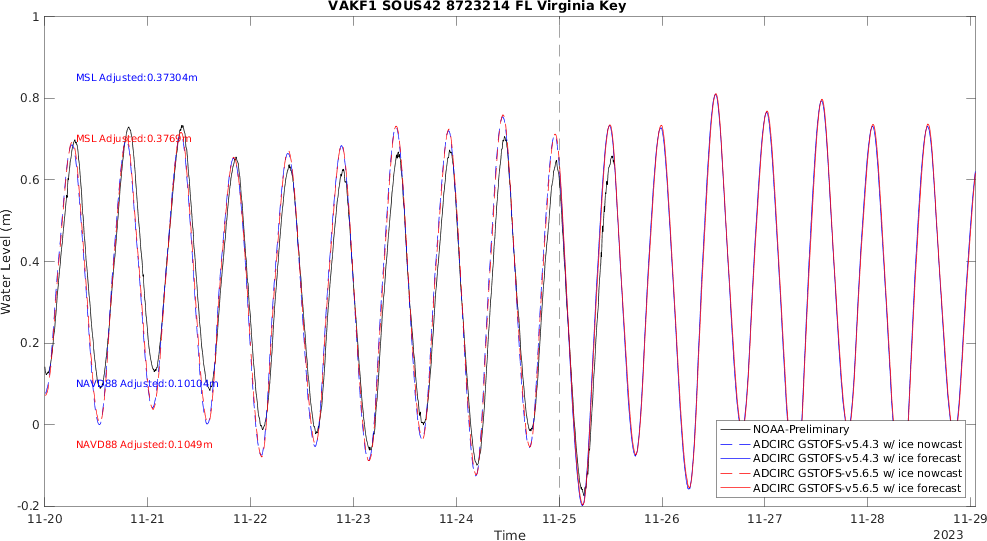 VAKF1 SOUS42 8723214 FL Virginia Key
1
0.8
0.6
0.4
0.2
0
-0.2
Water Level (m)
MSL Adjusted:0.37304m
MSL Adjusted:0.3769m
NAVD88 Adjusted:0.10104m
NAVD88 Adjusted:0.1049m
NOAA-Preliminary
ADCIRC GSTOFS-v5.4.3 w/ ice nowcast
ADCIRC GSTOFS-v5.4.3 w/ ice forecast
ADCIRC GSTOFS-v5.6.5 w/ ice nowcast
ADCIRC GSTOFS-v5.6.5 w/ ice forecast
11-20 11-21 11-22 11-23 11-24 11-25 11-26 11-27 11-28 11-29
Time
2023